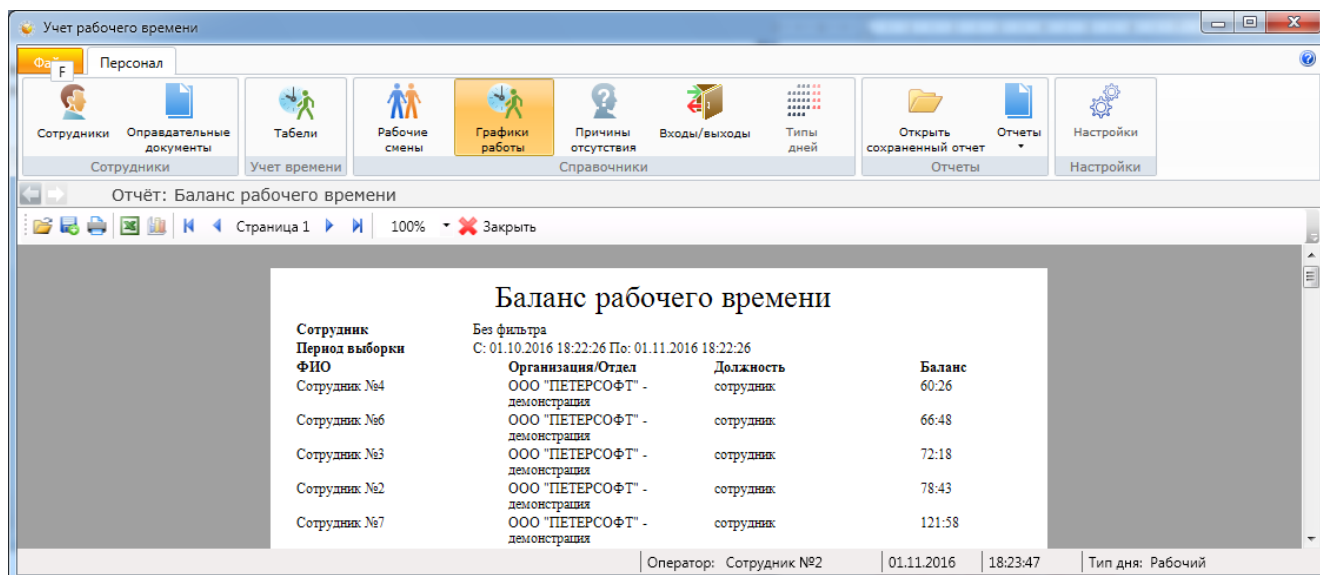 Учет рабочего времени
F
Персонал
Сотрудники
Оправдательные документы
Табели
Рабочие смены
Графики работы
Причины отсутствия
Входы/выходы
Типы дней
Открыть сохраненный отчет
Отчеты
Настройки
Сотрудники
Учет времени
Справочники
Отчеты
Настройки
Отчёт: Баланс рабочего времени
Страница 1
100%
Закрыть
Баланс рабочего времени
Сотрудник Без фильтра
Период выборки С: 01.10.2016 18:22:26 По: 01.11.2016 18:22:26
ФИО Организация/Отдел Должность Баланс
Сотрудник №4 ООО "ПЕТЕРСОФТ" - сотрудник 60:26
демонстрация
Сотрудник №6 ООО "ПЕТЕРСОФТ" - сотрудник 66:48
демонстрация
Сотрудник №3 ООО "ПЕТЕРСОФТ" - сотрудник 72:18
демонстрация
Сотрудник №2 ООО "ПЕТЕРСОФТ" - сотрудник 78:43
демонстрация
Сотрудник №7 ООО "ПЕТЕРСОФТ" - сотрудник 121:58
демонстрация
Оператор: Сотрудник №2 01.11.2016 18:23:47 Тип дня: Рабочий